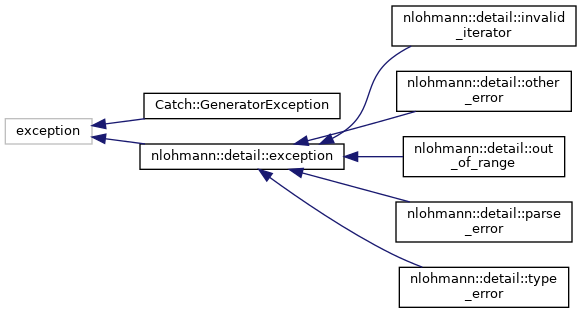 exception
Catch::GeneratorException
nlohmann::detail::exception
nlohmann::detail::invalid
_iterator
nlohmann::detail::other
_error
nlohmann::detail::out
_of_range
nlohmann::detail::parse
_error
nlohmann::detail::type
_error